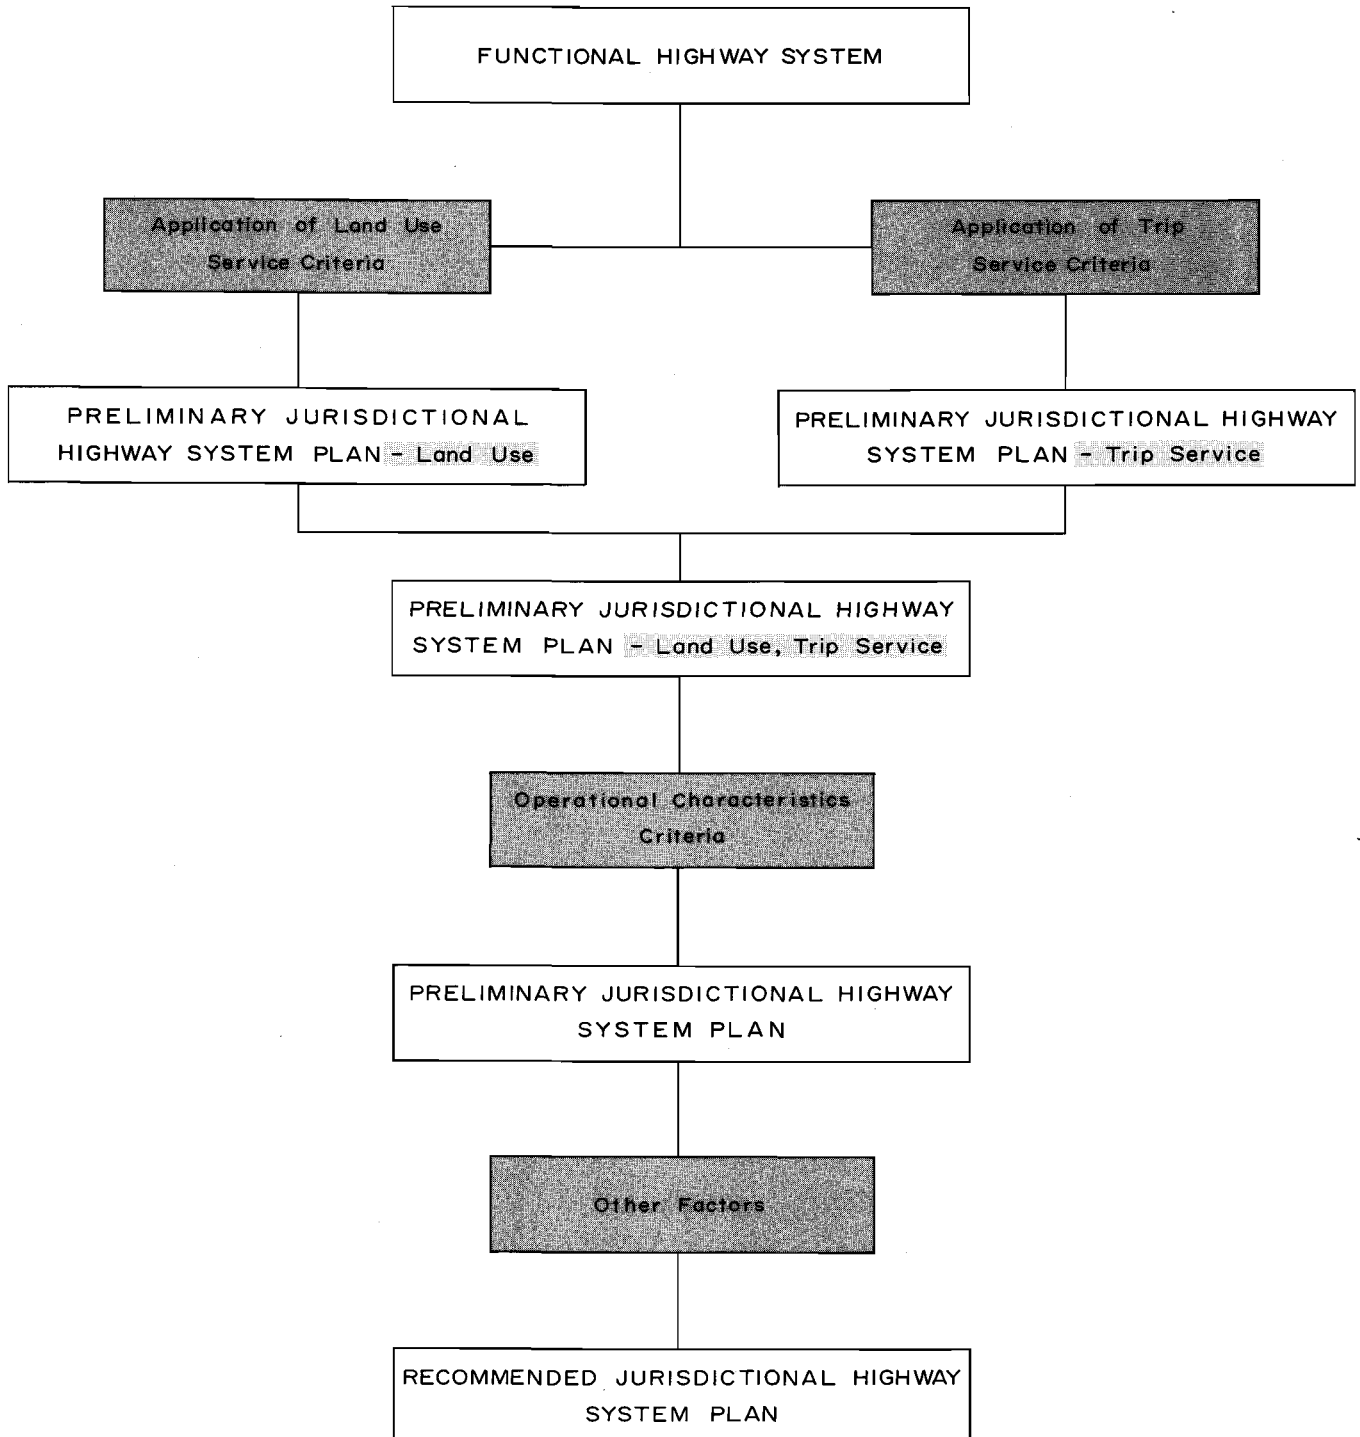 FUNCTIONAL HIGHWAY SYSTEM
Application of Land Use
Service Criteria
Application of Trip
Service Criteria
PRELIMINARY JURISDICTIONAL
HIGHWAY SYSTEM PLAN - Land Use
PRELIMINARY JURISDICTIONAL HIGHWAY
SYSTEM PLAN - Trip Service
PRELIMINARY JURISDICTIONAL HIGHWAY
SYSTEM PLAN - Land Use, Trip Service
Operational Characteristics
Criteria
PRELIMINARY JURISDICTIONAL HIGHWAY
SYSTEM PLAN
Other Factors
RECOMMENDED JURISDICTIONAL HIGHWAY
SYSTEM PLAN